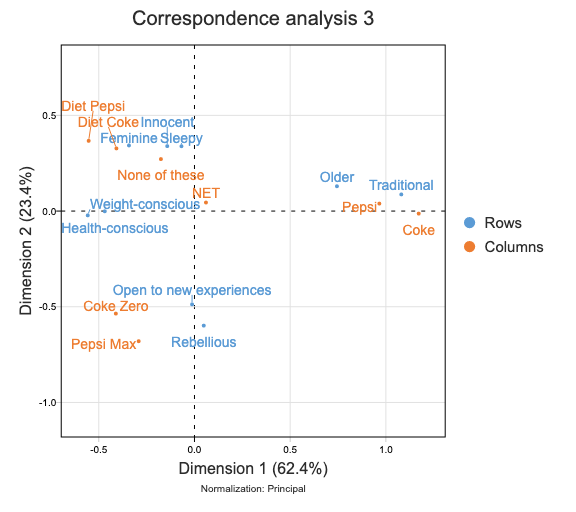 Correspondence analysis 3
Diet Pepsi
0.5
Diet Coke Innocent
Feminine Sleepy
None of these
Older
Traditional
NET
Weight-conscious
Pepsi
0.0
Health-conscious
Coke
Rows
Columns
Dimension 2 (23.4%)
Open to new experiences
-0.5
Coke Zero
Pepsi Max
Rebellious
-1.0
-0.5
0.0
0.5
1.0
Dimension 1 (62.4%)
Normalization: Principal